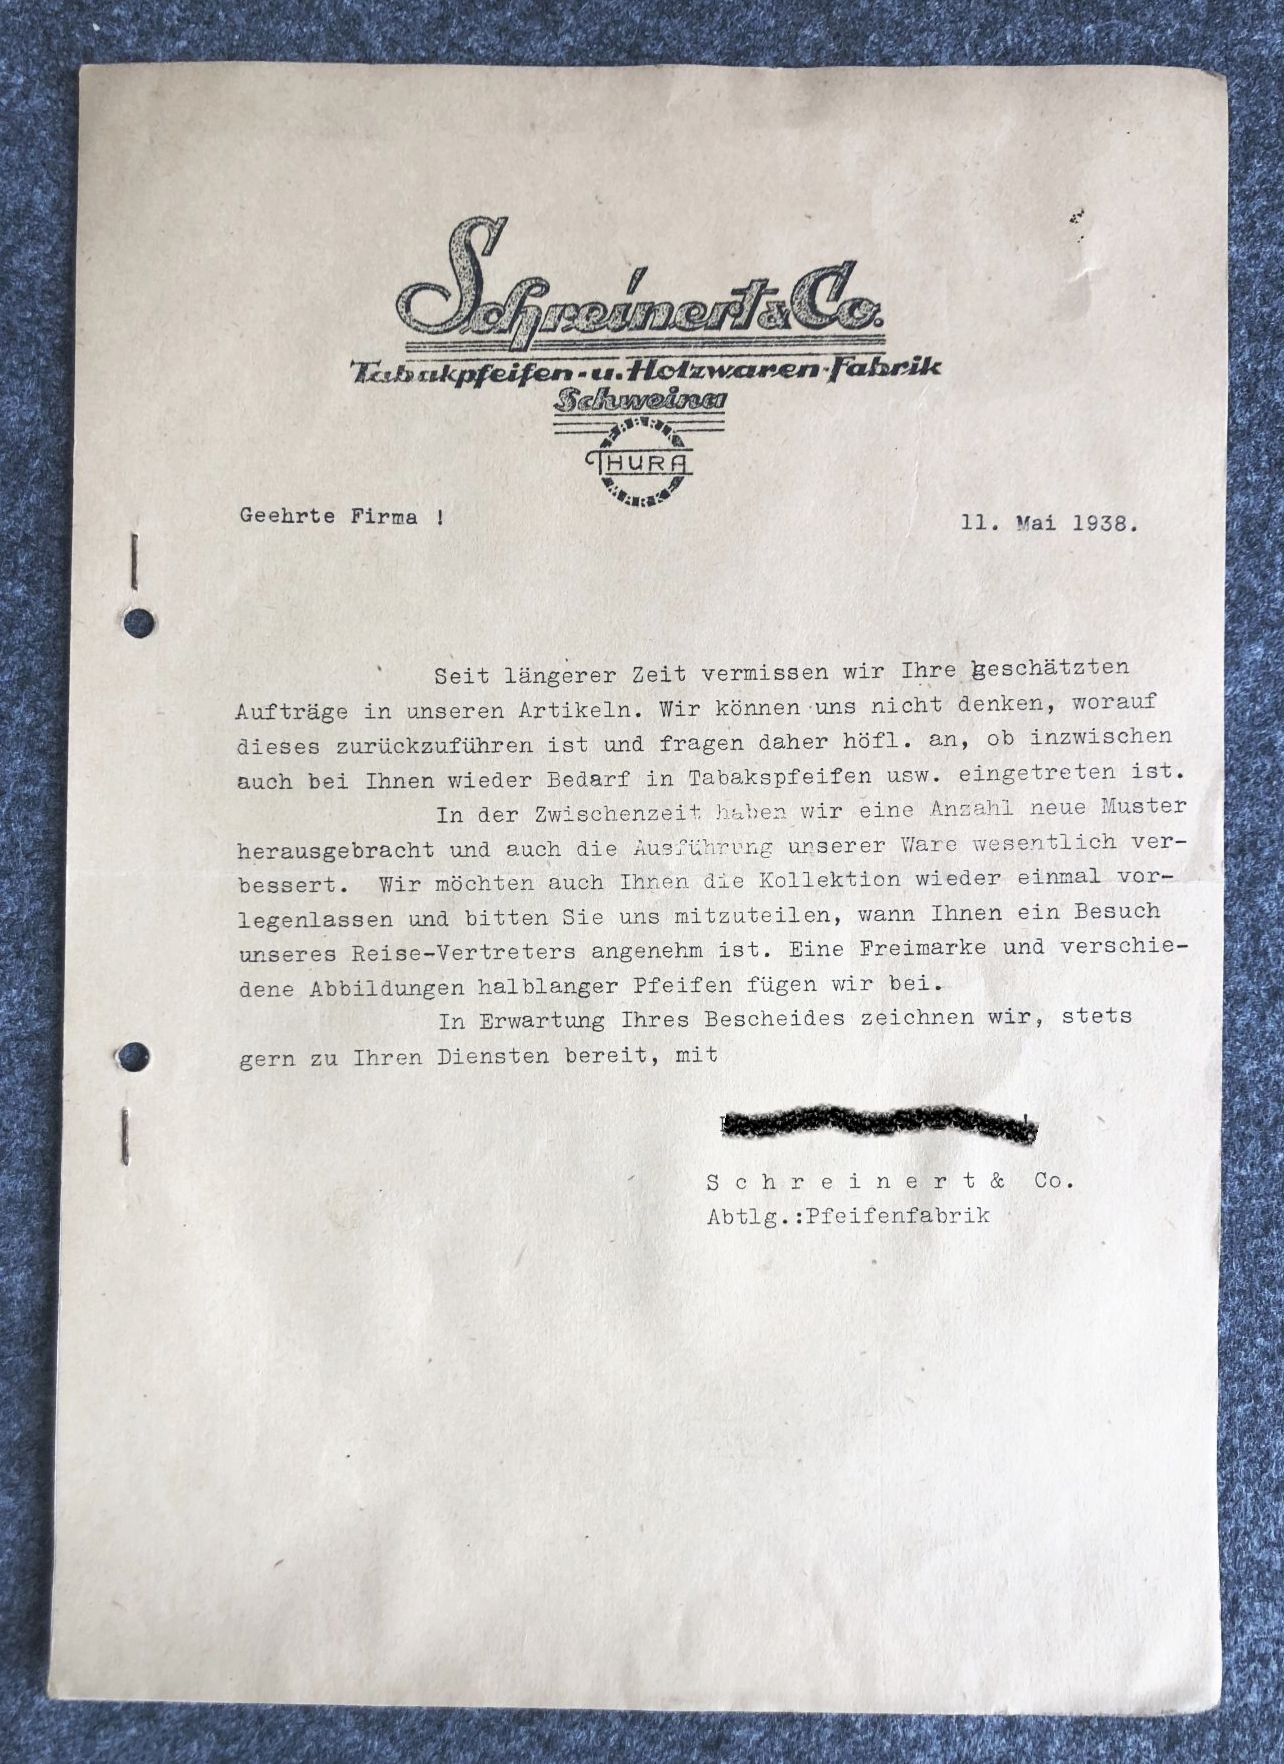 Schreinert & Co.
Tabakpfeifen- u. Holzwaren-Fabrik
Schweina
FABRIK
THURA
MARKE
Geehrte Firma !
11. Mai 1938.
Seit längerer Zeit vermissen wir Ihre geschätzten
Aufträge in unseren Artikeln. Wir können uns nicht denken, worauf
dieses zurückzuführen ist und fragen daher höfl. an, ob inzwischen
auch bei Ihnen wieder Bedarf in Tabakspfeifen usw. eingetreten ist.
In der Zwischenzeit haben wir eine Anzahl neue Muster
herausgebracht und auch die Ausführung unserer Ware wesentlich ver-
bessert. Wir möchten auch Ihnen die Kollektion wieder einmal vor-
legenlassen und bitten Sie uns mitzuteilen, wann Ihnen ein Besuch
unseres Reise-Vertreters angenehm ist. Eine Freimarke und verschie-
dene Abbildungen halblanger Pfeifen fügen wir bei.
In Erwartung Ihres Bescheides zeichnen wir, stets
gern zu Ihren Diensten bereit, mit
S c h r e i n e r t & Co.
Abtlg.:Pfeifenfabrik